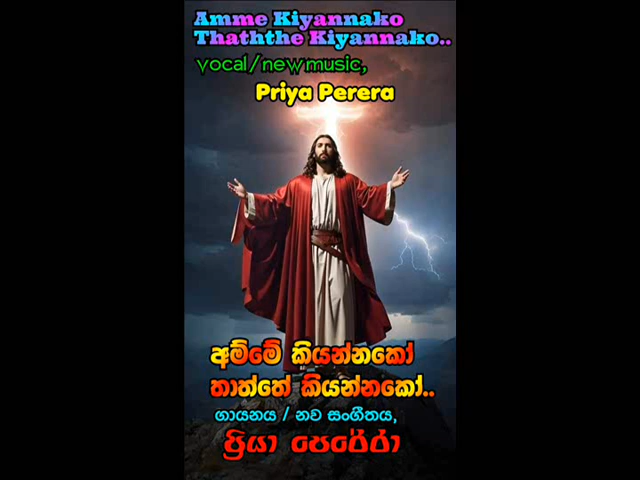 Amme Kiyannako
Thaththe Kiyannako..
vocal/new music,
Priya Perera
අම්මේ කියන්නකෝ
තාත්තේ කියන්නකෝ..
ගායනය / නව සංගීතය,
ප්‍රියා පෙරේරා